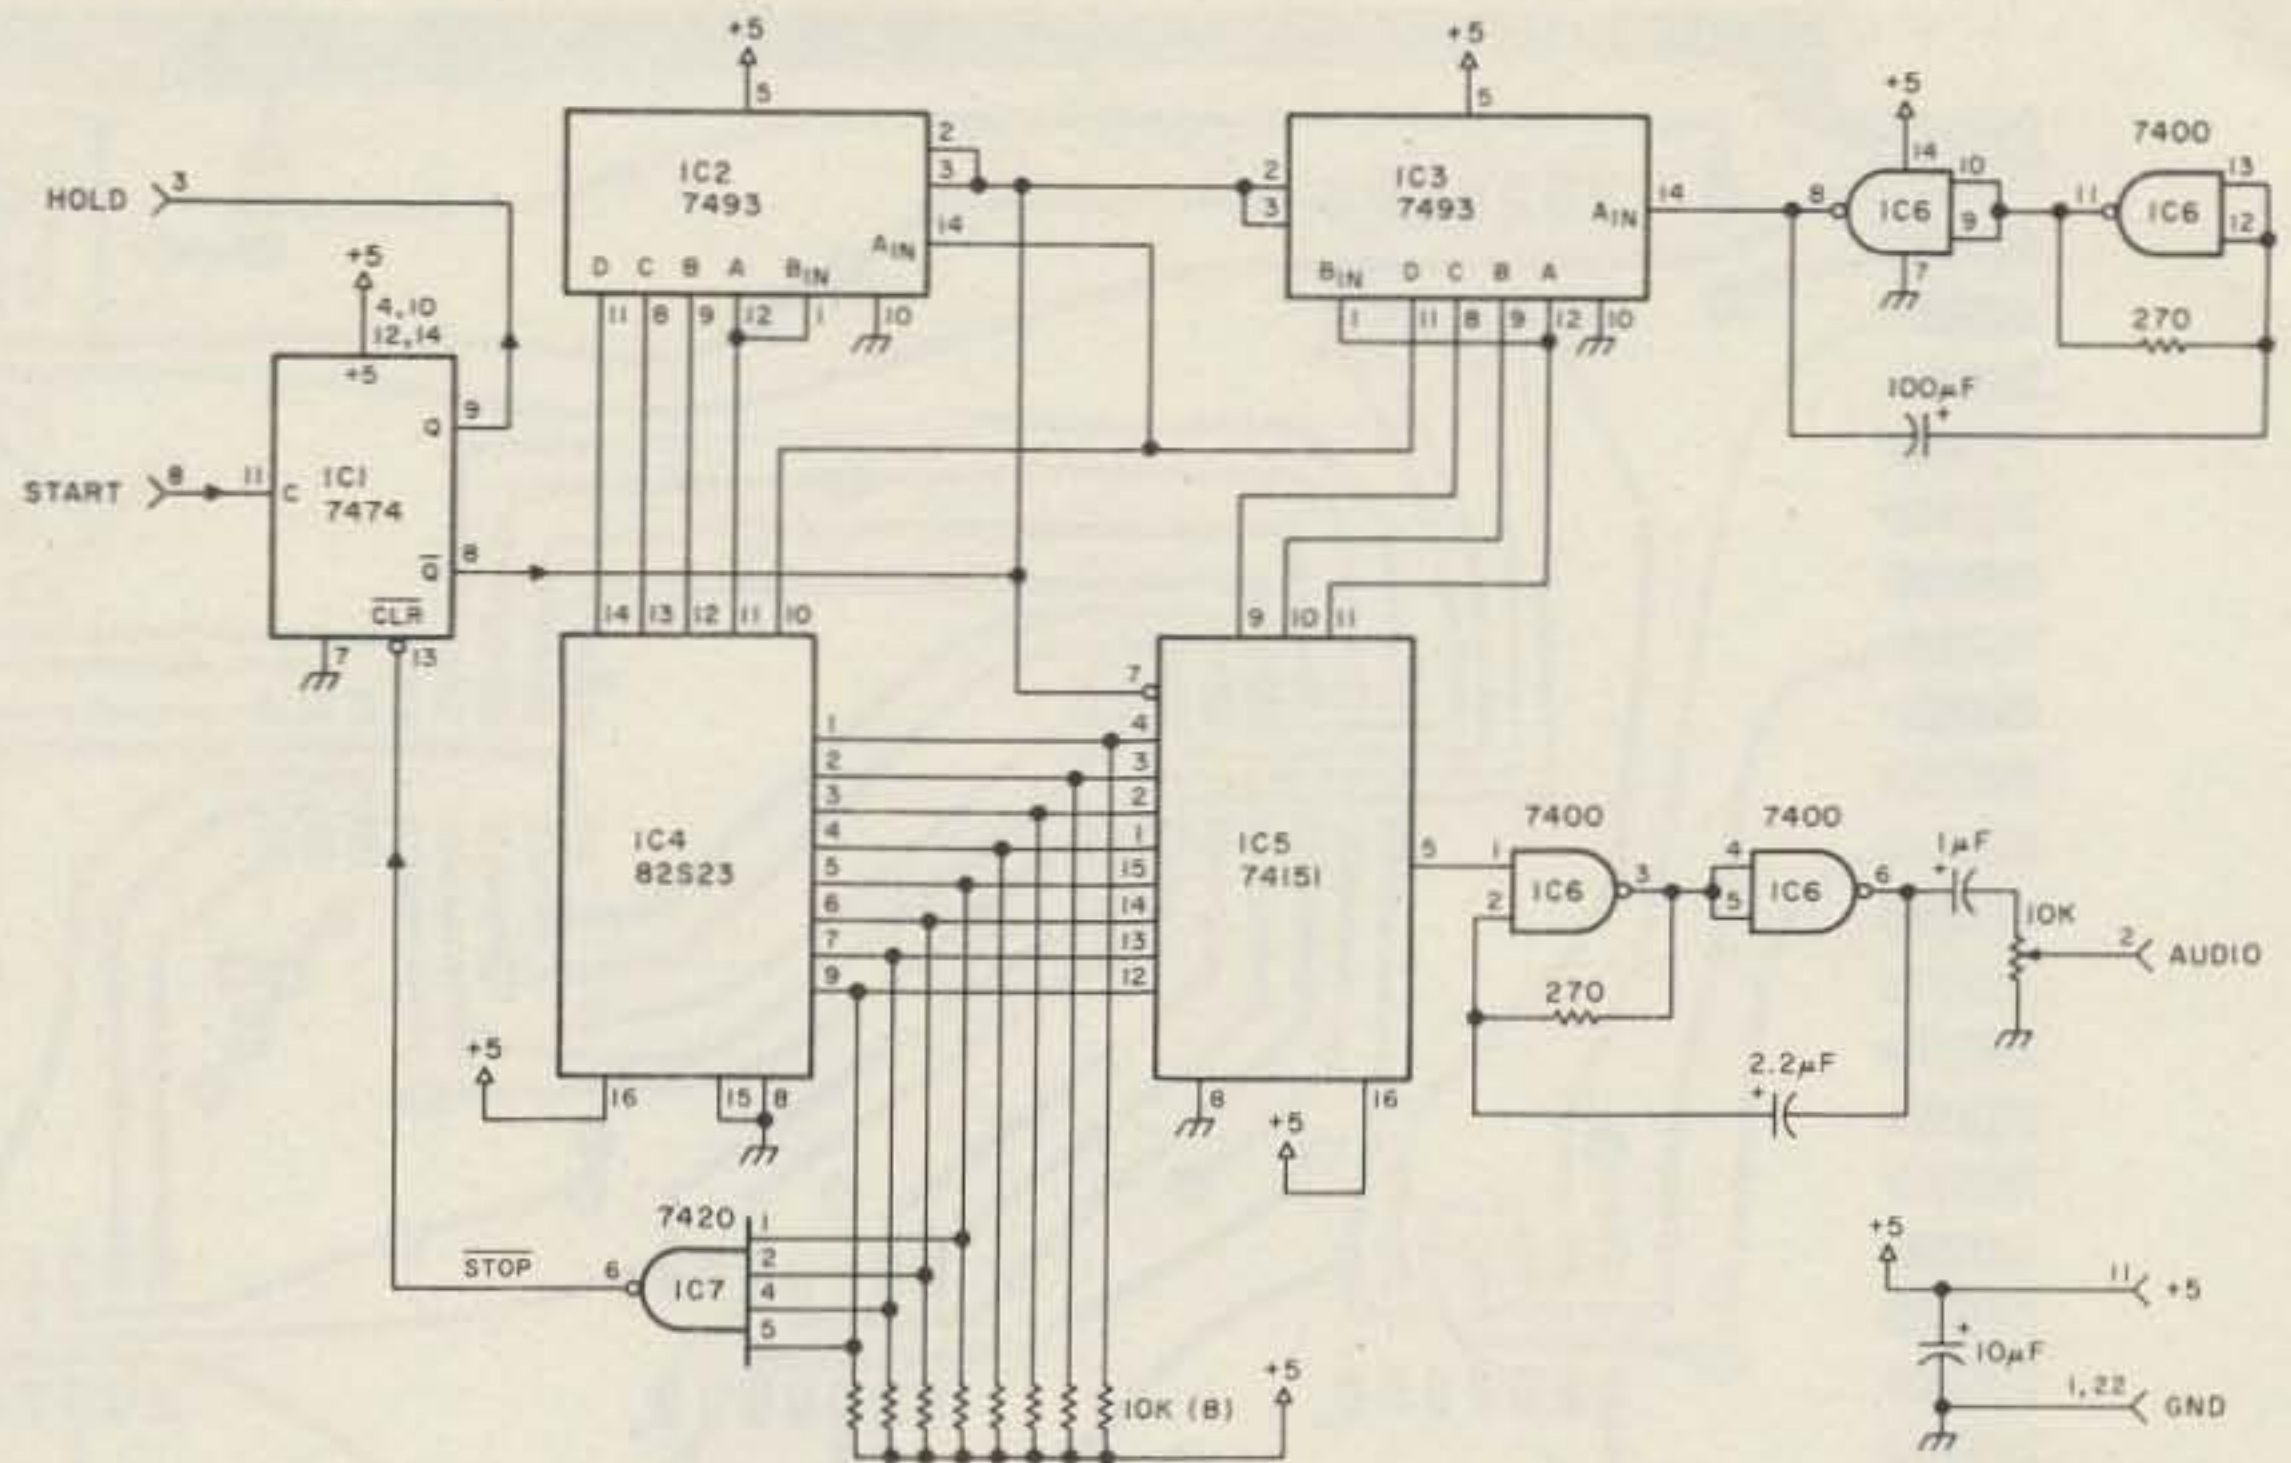 HOLD
3
+5
4,10
12,14
+5
Q
9
START
8
11
C
IC1
7474
Q
8
CLR
7
13
+5
5
IC2
7493
2
3
14
AIN
D C B A BIN
11 8 9 12 1 10
+5
5
2
3
IC3
7493
AIN
14
BIN D C B A
1 11 8 9 12 10
+5
14
8
IC6
10
9
7
7400
11
IC6
13
12
270
100µF
+
14 13 12 11 10
IC4
82S23
1
2
3
4
5
6
7
9
+5
16
15
8
9 10 11
7
4
3
2
1
15
14
13
12
IC5
74151
5
8
+5
16
7400
1
2
IC6
3
7400
4
5
IC6
6
1µF
+
10K
2
AUDIO
270
2.2µF
+
7420
STOP
6
IC7
1
2
4
5
10K (8)
+5
+5
11
+5
+
10µF
1,22
GND